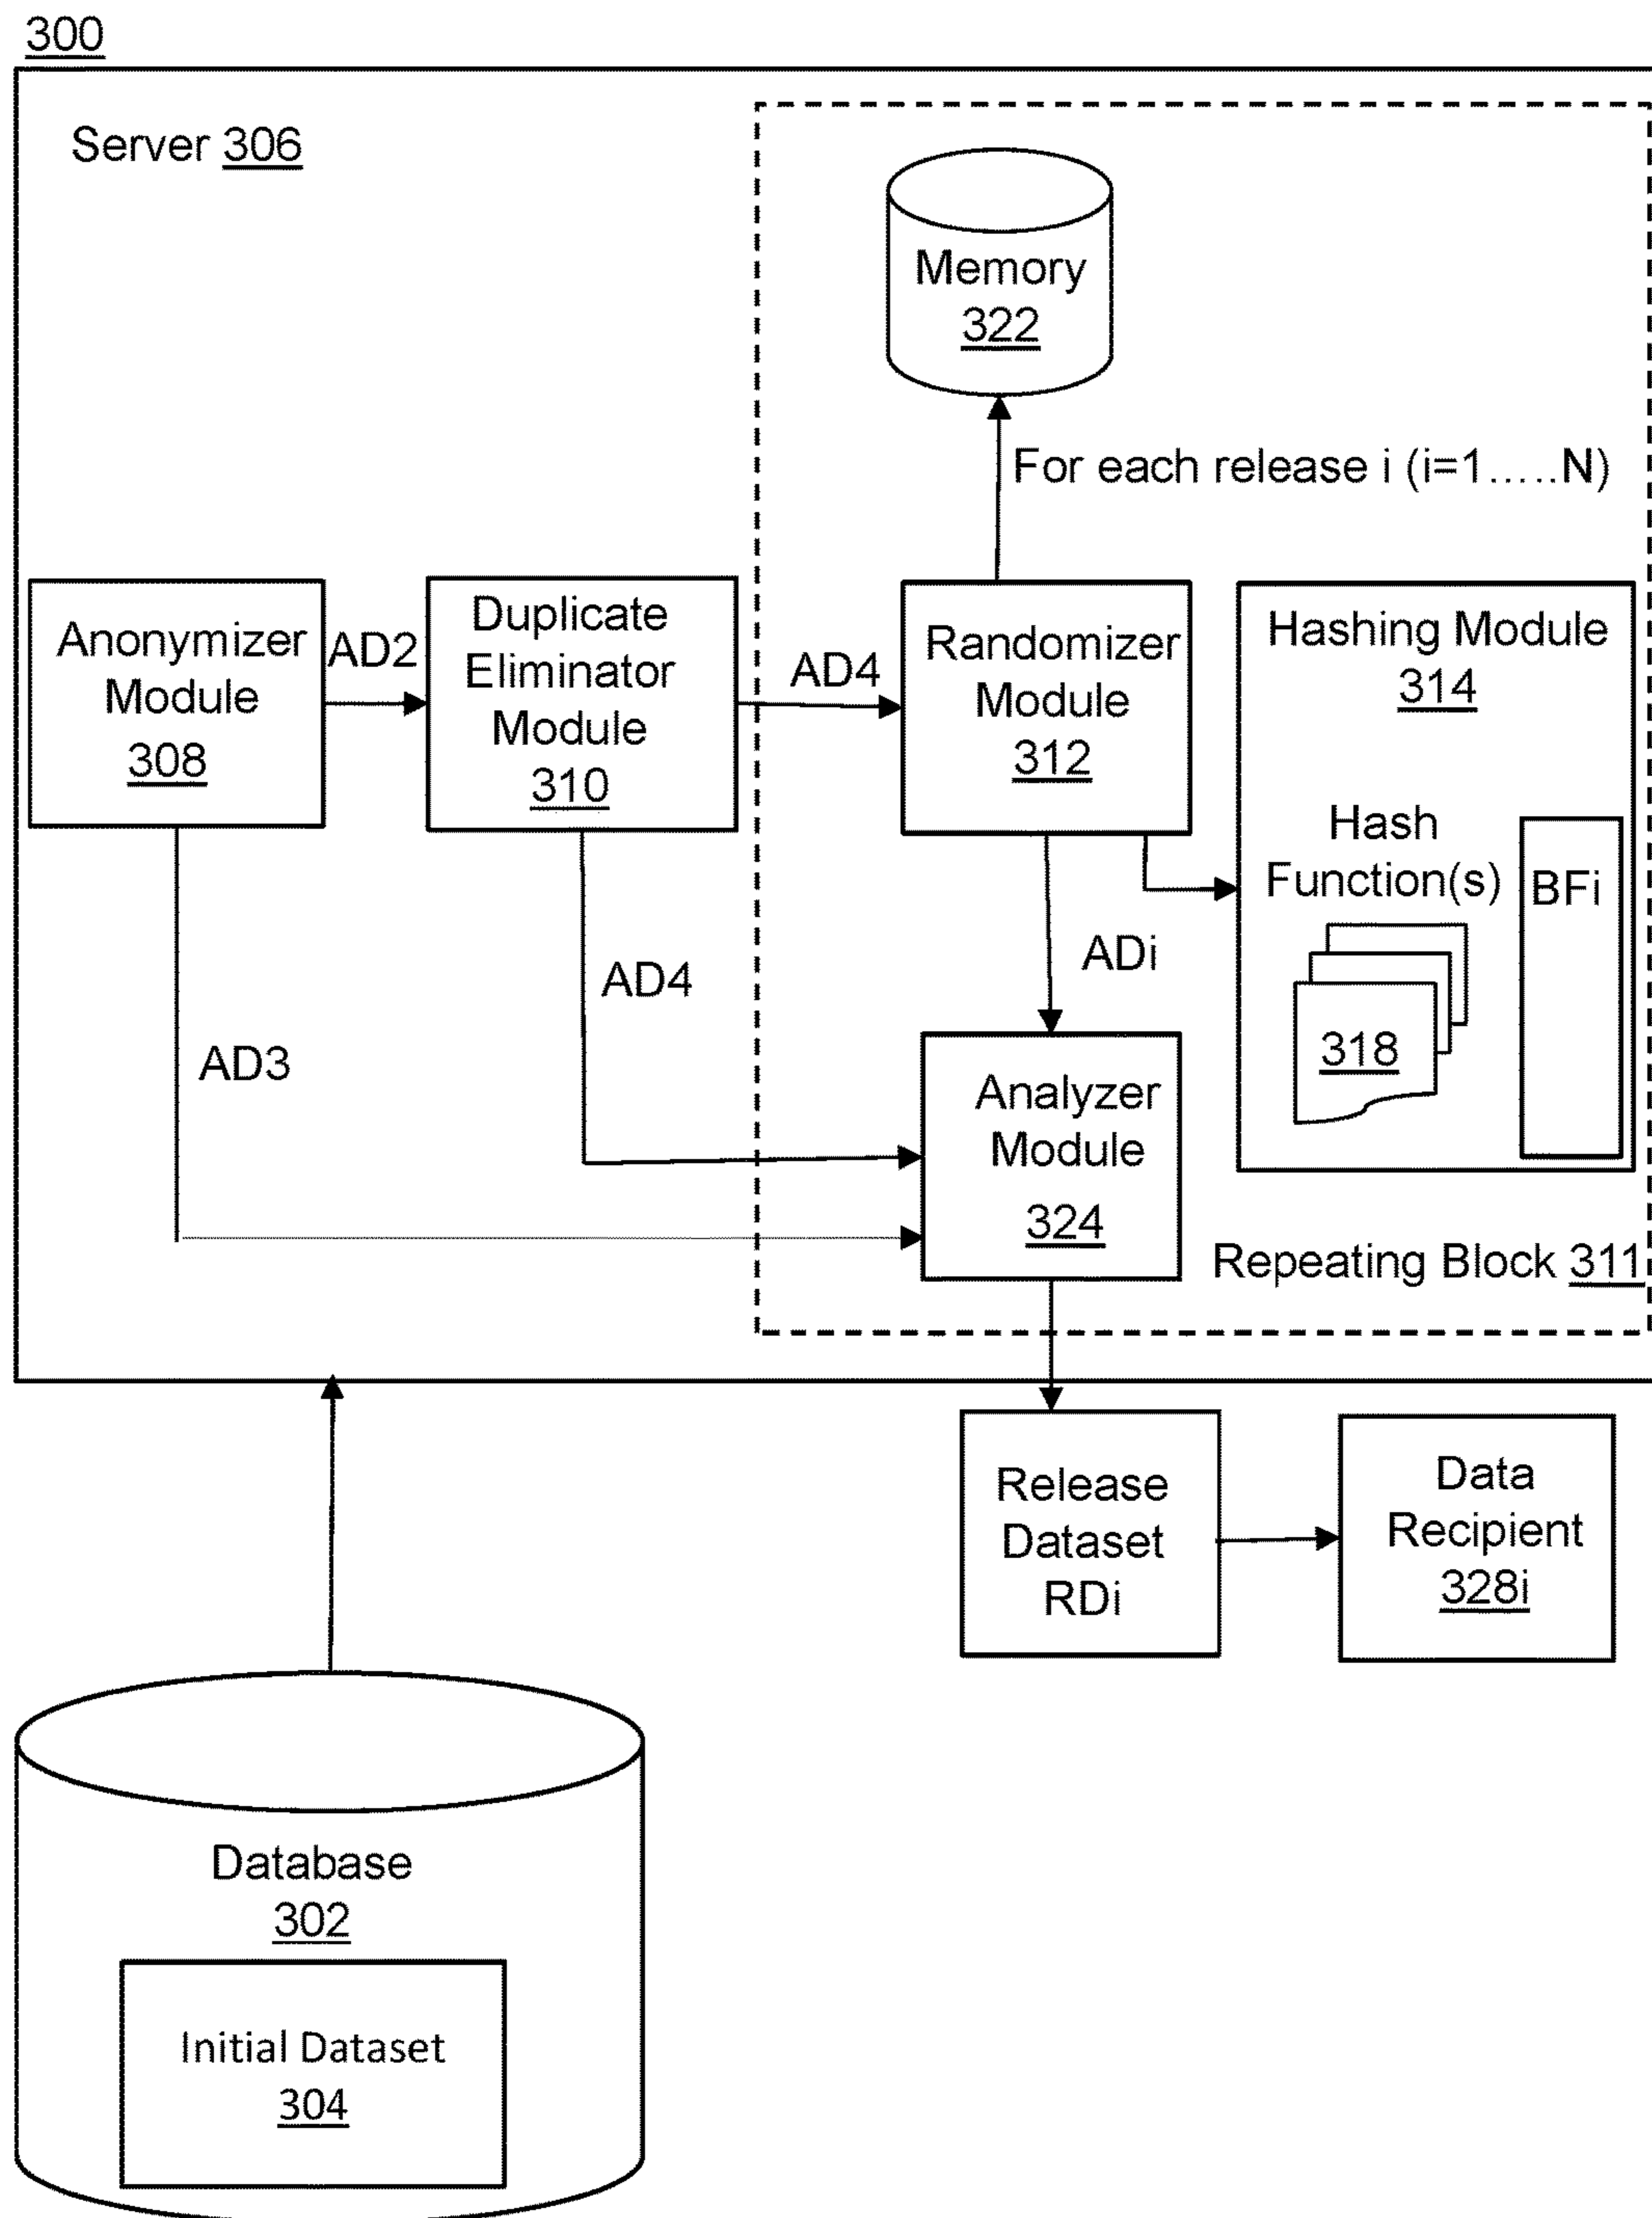 300
Server 306
Memory
322
For each release i (i=1.....N)
Anonymizer
Module
308
AD2
Duplicate
Eliminator
Module
310
AD4
Randomizer
Module
312
Hashing Module
314
Hash
Function(s)
318
BFi
ADi
AD4
AD3
Analyzer
Module
324
Repeating Block 311
Release
Dataset
RDi
Data
Recipient
328i
Database
302
Initial Dataset
304